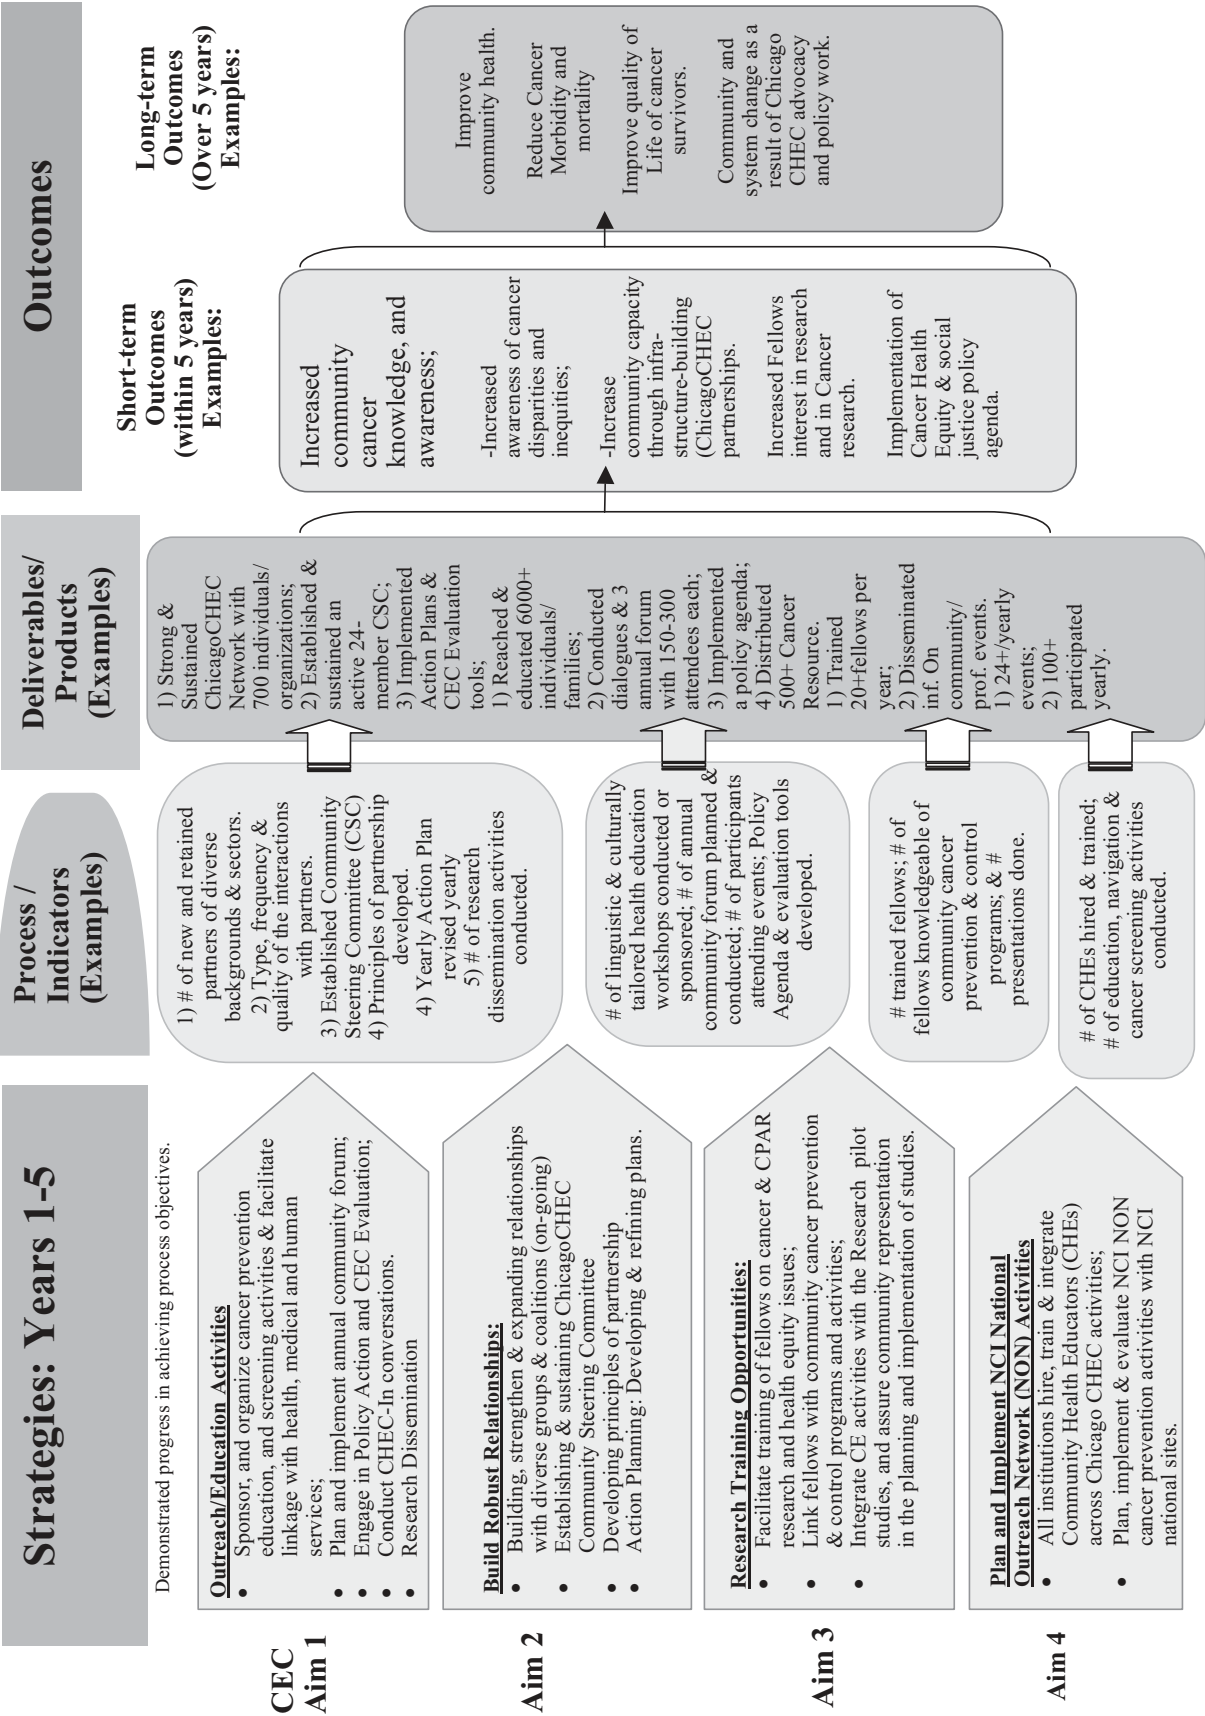 Strategies: Years 1-5
Demonstrated progress in achieving process objectives.
CEC
Aim 1
Outreach/Education Activities
• Sponsor, and organize cancer prevention
education, and screening activities & facilitate
linkage with health, medical and human
services;
• Plan and implement annual community forum;
• Engage in Policy Action and CEC Evaluation;
• Conduct CHEC-In conversations.
• Research Dissemination
Aim 2
Build Robust Relationships:
• Building, strengthen & expanding relationships
with diverse groups & coalitions (on-going)
• Establishing & sustaining ChicagoCHEC
Community Steering Committee
• Developing principles of partnership
• Action Planning: Developing & refining plans.
Aim 3
Research Training Opportunities:
• Facilitate training of fellows on cancer & CPAR
research and health equity issues;
• Link fellows with community cancer prevention
& control programs and activities;
• Integrate CE activities with the Research pilot
studies, and assure community representation
in the planning and implementation of studies.
Aim 4
Plan and Implement NCI National
Outreach Network (NON) Activities
• All institutions hire, train & integrate
Community Health Educators (CHEs)
across Chicago CHEC activities;
• Plan, implement & evaluate NCI NON
cancer prevention activities with NCI
national sites.
Process /
Indicators
(Examples)
1) # of new and retained
partners of diverse
backgrounds & sectors.
2) Type, frequency &
quality of the interactions
with partners.
3) Established Community
Steering Committee (CSC)
4) Principles of partnership
developed.
4) Yearly Action Plan
revised yearly
5) # of research
dissemination activities
conducted.
# of linguistic & culturally
tailored health education
workshops conducted or
sponsored; # of annual
community forum planned &
conducted; # of participants
attending events; Policy
Agenda & evaluation tools
developed.
# trained fellows; # of
fellows knowledgeable of
community cancer
prevention & control
programs; & #
presentations done.
# of CHEs hired & trained;
# of education, navigation &
cancer screening activities
conducted.
Deliverables/
Products
(Examples)
1) Strong &
Sustained
ChicagoCHEC
Network with
700 individuals/
organizations;
2) Established &
sustained an
active 24-
member CSC;
3) Implemented
Action Plans &
CEC Evaluation
tools;
1) Reached &
educated 6000+
individuals/
families;
2) Conducted
dialogues & 3
annual forum
with 150-300
attendees each;
3) Implemented
a policy agenda;
4) Distributed
500+ Cancer
Resource.
1) Trained
20+fellows per
year;
2) Disseminated
inf. On
community/
prof. events.
1) 24+/yearly
events;
2) 100+
participated
yearly.
Outcomes
Short-term
Outcomes
(within 5 years)
Examples:
Increased
community
cancer
knowledge, and
awareness;
-Increased
awareness of cancer
disparities and
inequities;
-Increase
community capacity
through infra-
structure-building
(ChicagoCHEC
partnerships.
Increased Fellows
interest in research
and in Cancer
research.
Implementation of
Cancer Health
Equity & social
justice policy
agenda.
Long-term
Outcomes
(Over 5 years)
Examples:
Improve
community health.
Reduce Cancer
Morbidity and
mortality
Improve quality of
Life of cancer
survivors.
Community and
system change as a
result of Chicago
CHEC advocacy
and policy work.